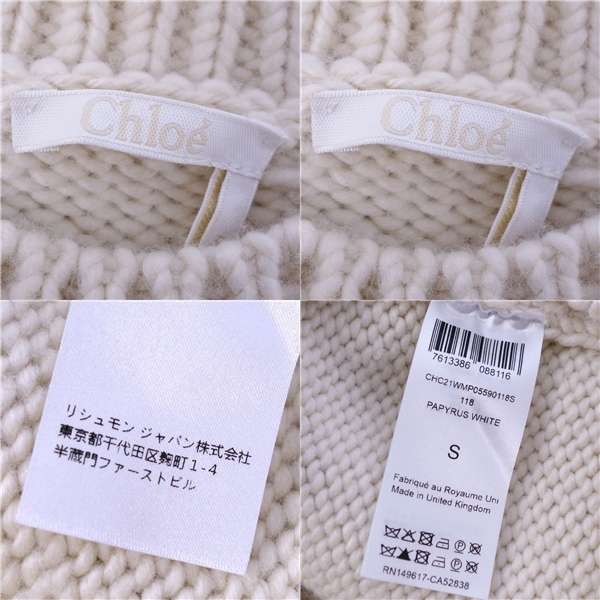 Chloé
Chloé
リシュモン ジャパン株式会社
東京都千代田区麹町1-4
半蔵門ファーストビル
7613386 088116
CHC21WMP05590118S
118
PAPYRUS WHITE
S
Fabriqué au Royaume Uni
Made in United Kingdom
RN149617-CA52838